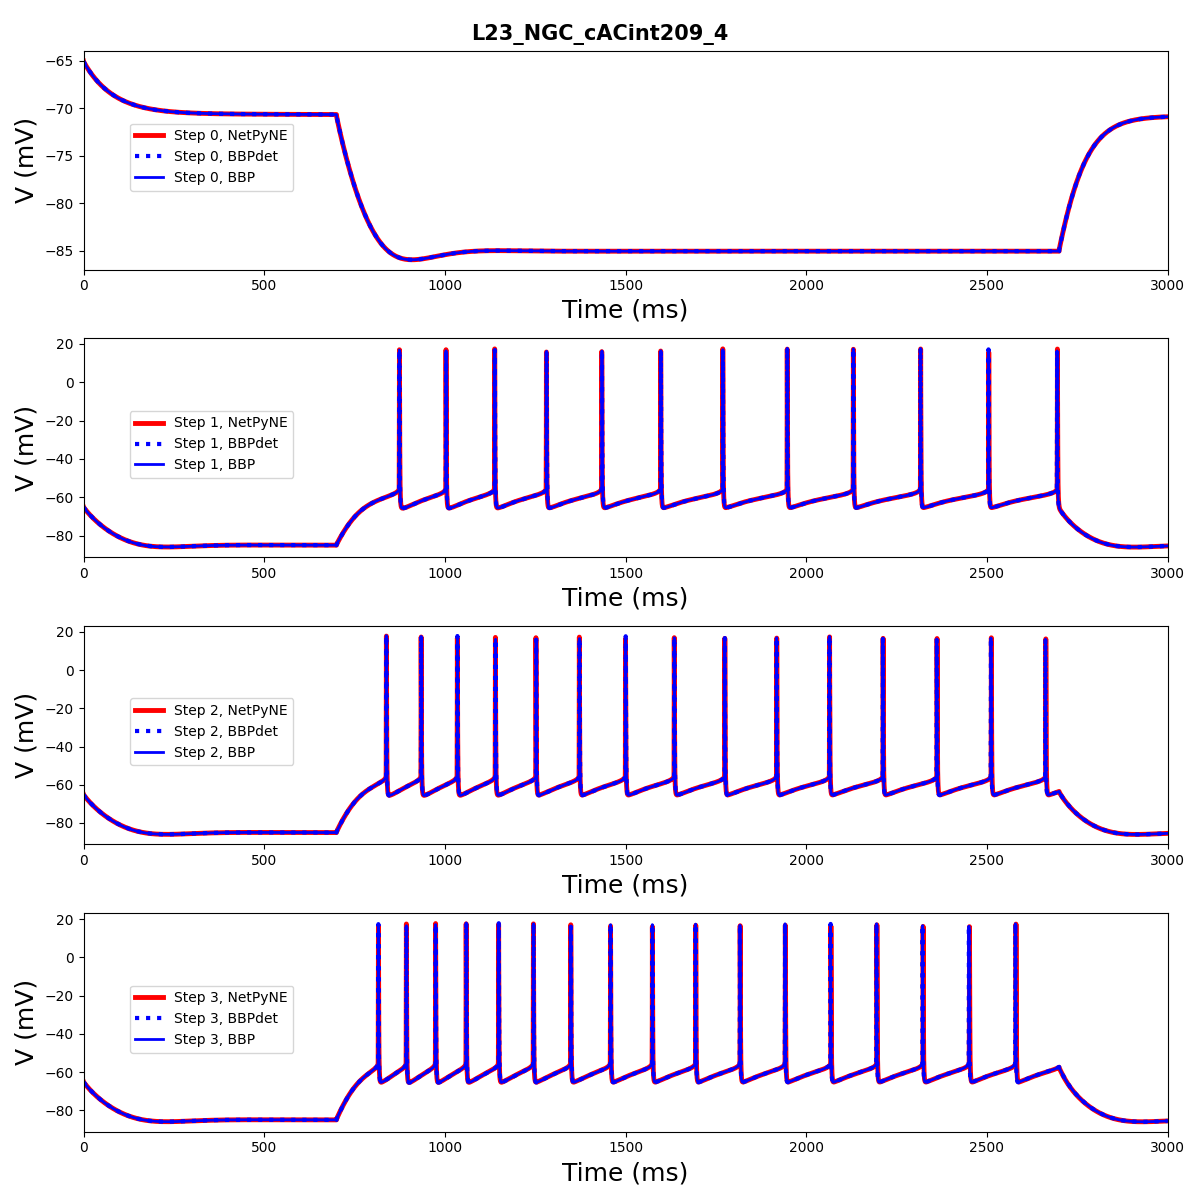 L23_NGC_cACint209_4
−65
−70
−75
−80
−85
V (mV)
Step 0, NetPyNE
Step 0, BBPdet
Step 0, BBP
0 500 1000 1500 2000 2500 3000
Time (ms)
20
0
−20
−40
−60
−80
V (mV)
Step 1, NetPyNE
Step 1, BBPdet
Step 1, BBP
0 500 1000 1500 2000 2500 3000
Time (ms)
20
0
−20
−40
−60
−80
V (mV)
Step 2, NetPyNE
Step 2, BBPdet
Step 2, BBP
0 500 1000 1500 2000 2500 3000
Time (ms)
20
0
−20
−40
−60
−80
V (mV)
Step 3, NetPyNE
Step 3, BBPdet
Step 3, BBP
0 500 1000 1500 2000 2500 3000
Time (ms)